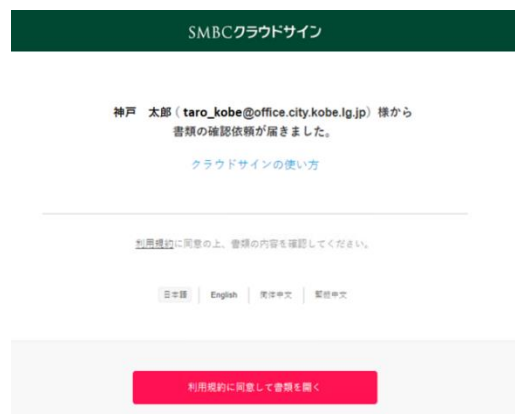 SMBCクラウドサイン
神戸 太郎（taro_kobe@office.city.kobe.lg.jp）様から
書類の確認依頼が届きました。
クラウドサインの使い方
利用規約に同意の上、書類の内容を確認してください。
日本語 English 简体中文 繁體中文
利用規約に同意して書類を開く